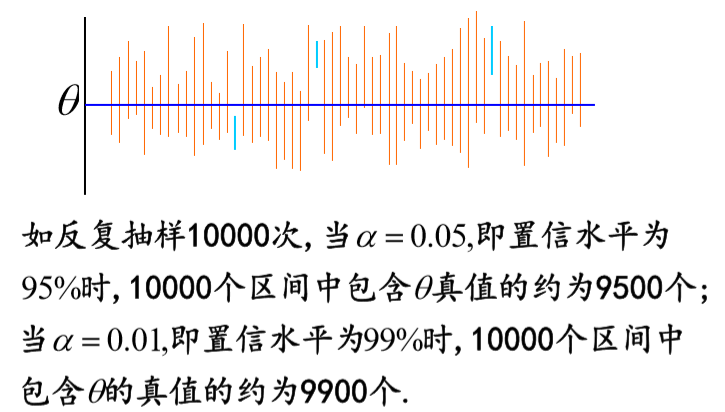 θ
如反复抽样10000次, 当α = 0.05,即置信水平为
95%时, 10000个区间中包含θ真值的约为9500个;
当α = 0.01,即置信水平为99%时, 10000个区间中
包含θ的真值的约为9900个.